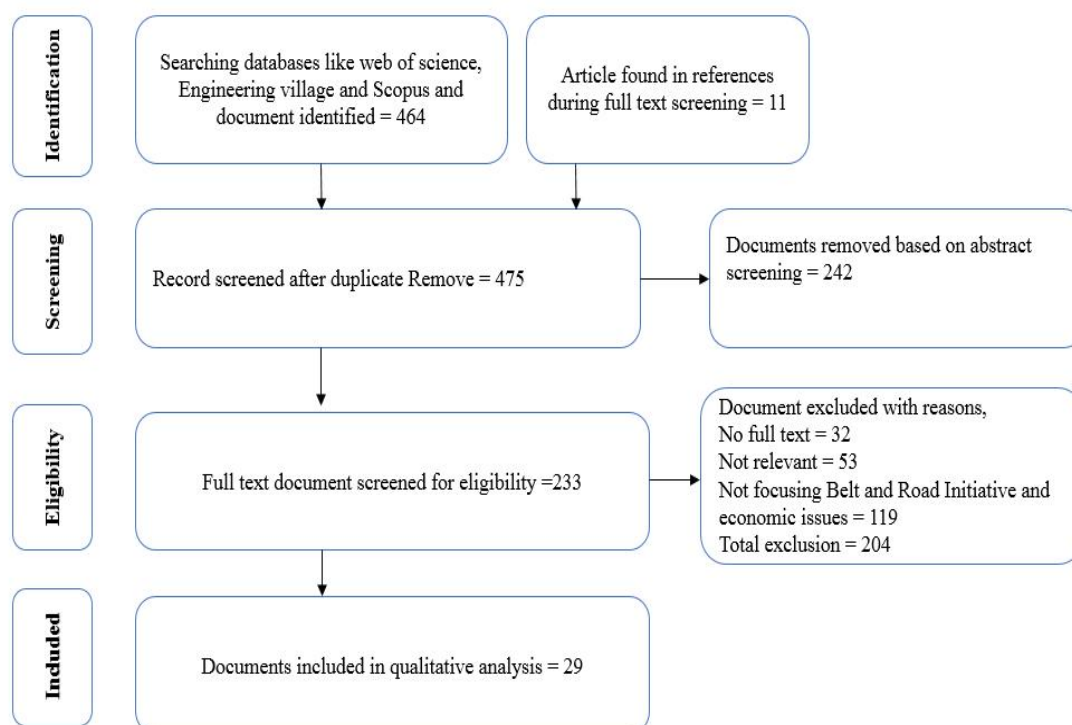 Identification
Searching databases like web of science,
Engineering village and Scopus and
document identified = 464
Article found in references
during full text screening = 11
Screening
Record screened after duplicate Remove = 475
Documents removed based on abstract
screening = 242
Eligibility
Full text document screened for eligibility =233
Document excluded with reasons,
No full text = 32
Not relevant = 53
Not focusing Belt and Road Initiative and
economic issues = 119
Total exclusion = 204
Included
Documents included in qualitative analysis = 29